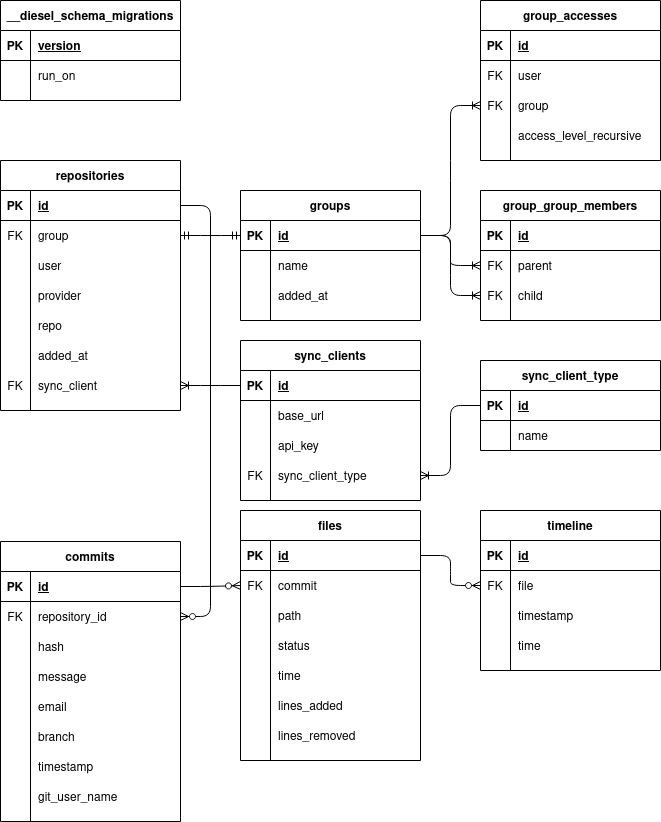 __diesel_schema_migrations
PK version
run_on
group_accesses
PK id
FK user
FK group
access_level_recursive
repositories
PK id
FK group
user
provider
repo
added_at
FK sync_client
groups
PK id
name
added_at
group_group_members
PK id
FK parent
FK child
sync_clients
PK id
base_url
api_key
FK sync_client_type
sync_client_type
PK id
name
commits
PK id
FK repository_id
hash
message
email
branch
timestamp
git_user_name
files
PK id
FK commit
path
status
time
lines_added
lines_removed
timeline
PK id
FK file
timestamp
time